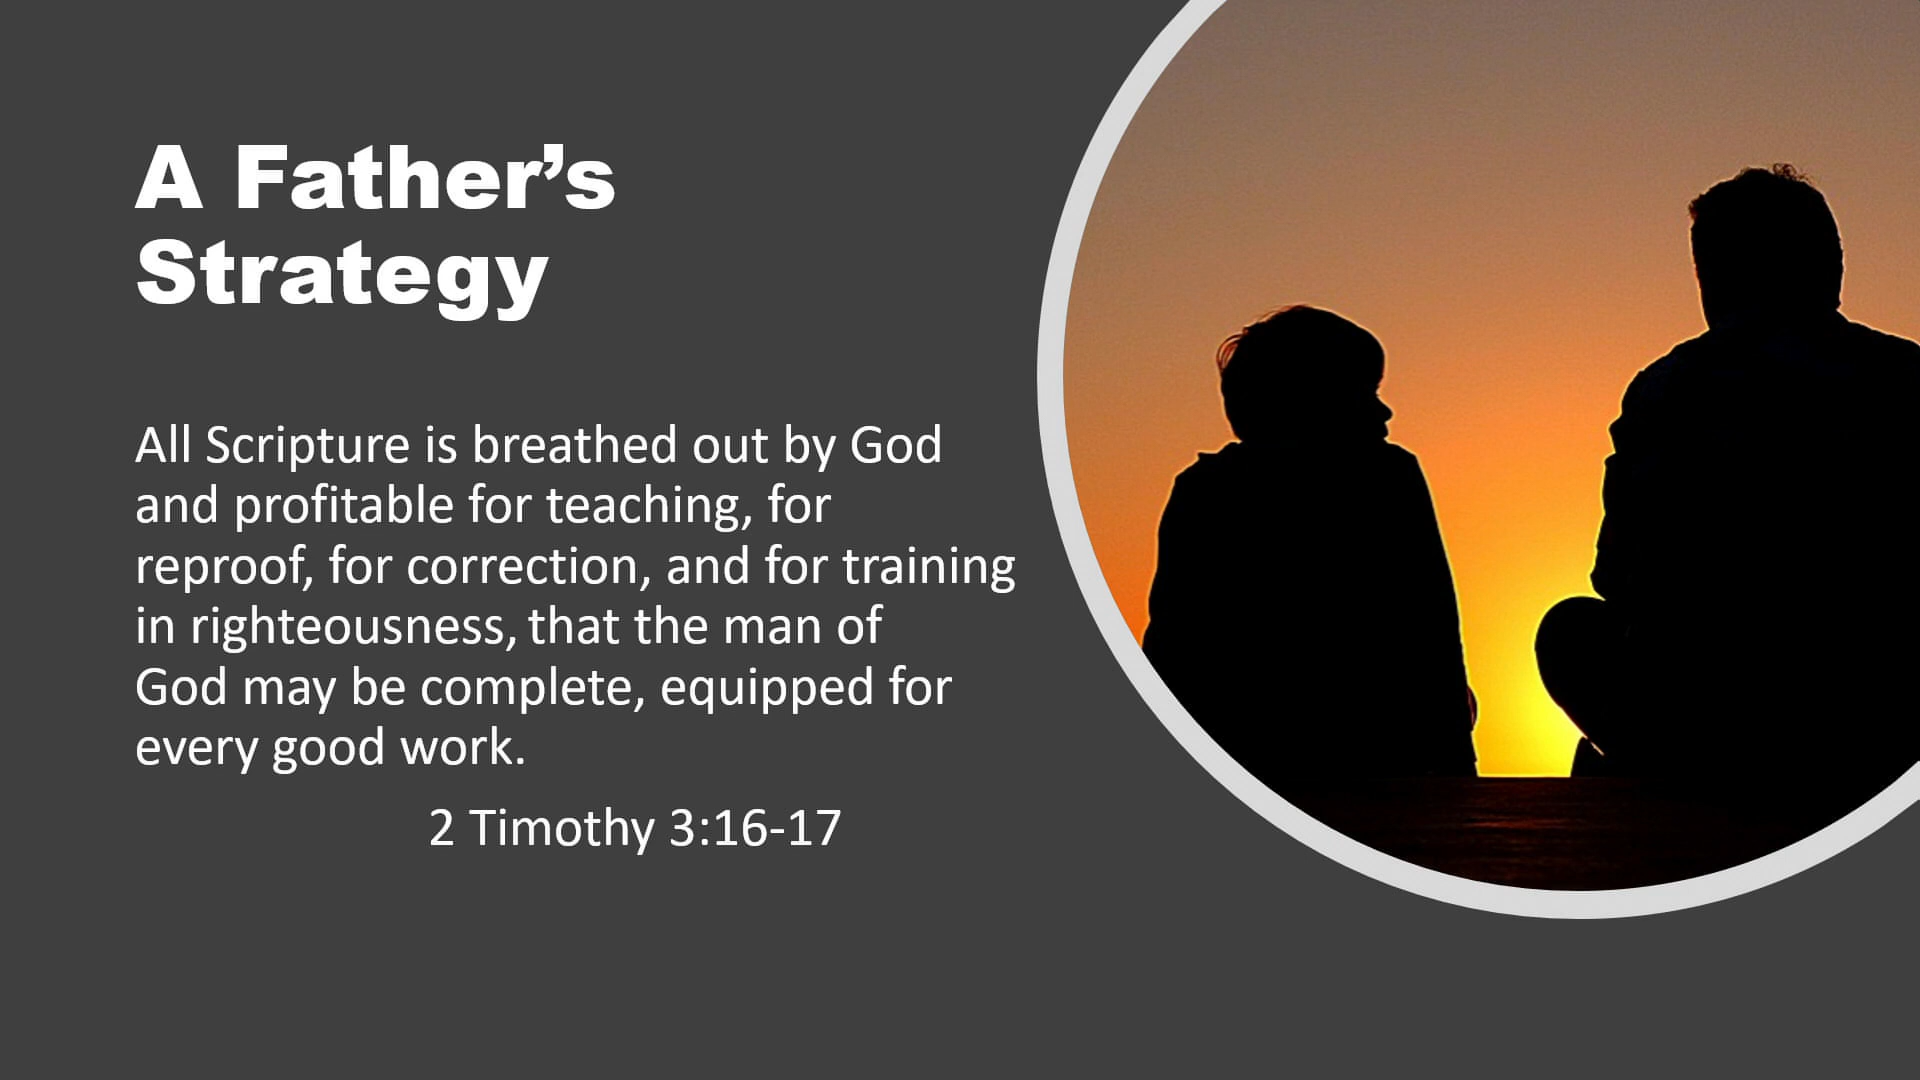 A Father’s
Strategy
All Scripture is breathed out by God
and profitable for teaching, for
reproof, for correction, and for training
in righteousness, that the man of
God may be complete, equipped for
every good work.
2 Timothy 3:16-17